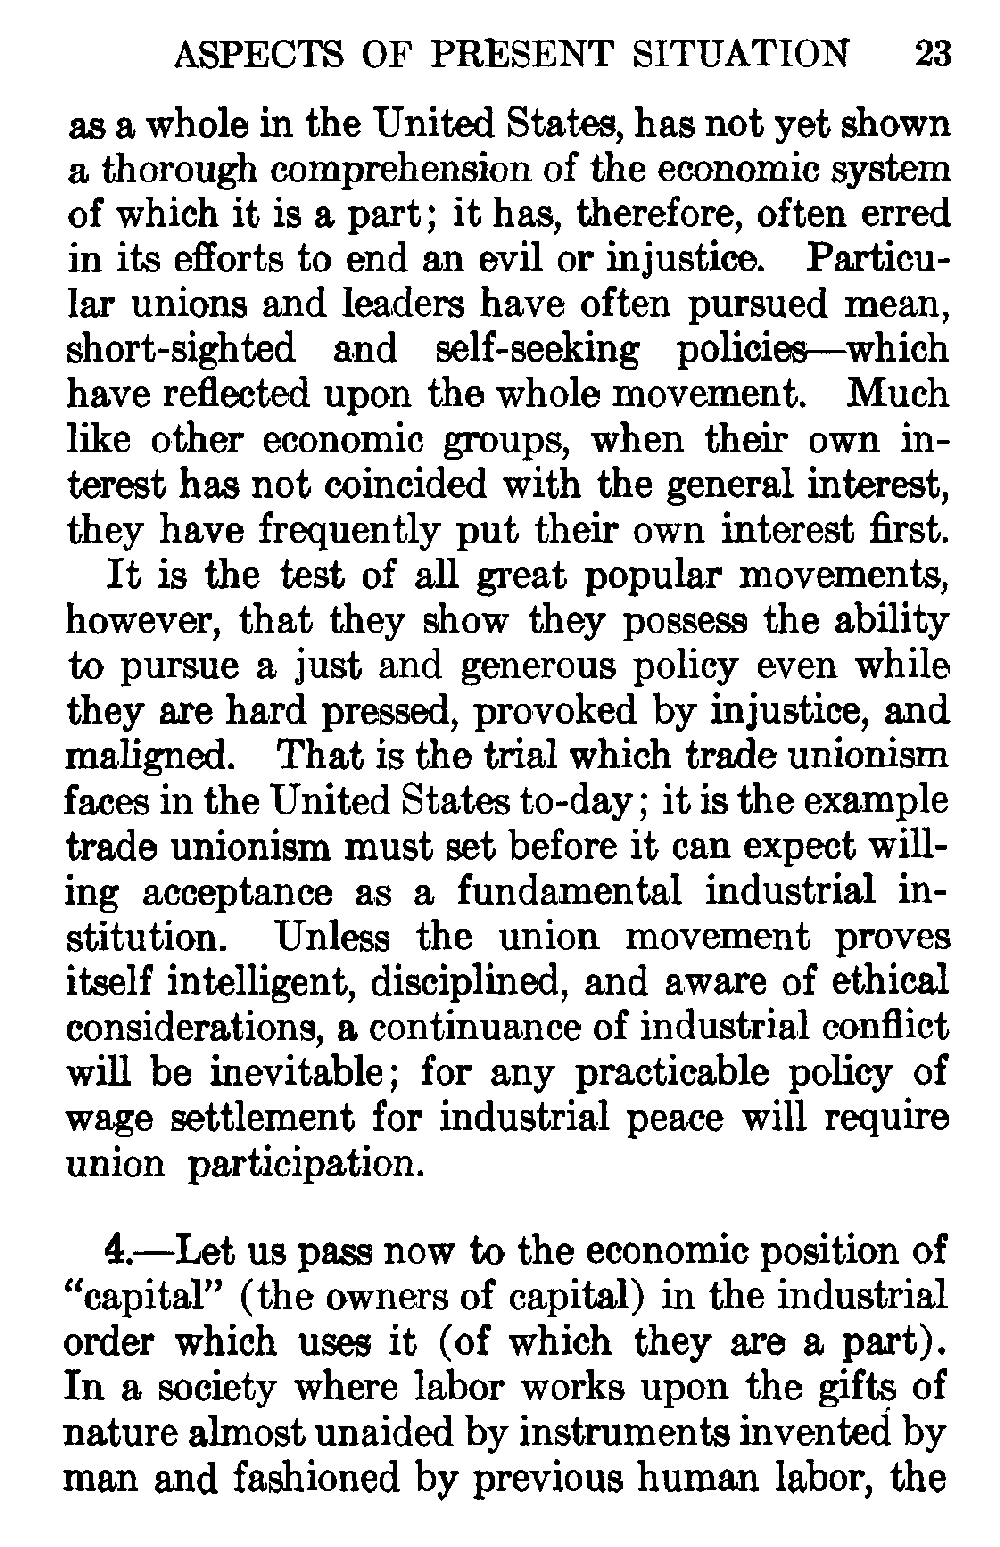 ASPECTS OF PRESENT SITUATION 23
as a whole in the United States, has not yet shown
a thorough comprehension of the economic system
of which it is a part; it has, therefore, often erred
in its efforts to end an evil or injustice. Particu-
lar unions and leaders have often pursued mean,
short-sighted and self-seeking policies—which
have reflected upon the whole movement. Much
like other economic groups, when their own in-
terest has not coincided with the general interest,
they have frequently put their own interest first.
It is the test of all great popular movements,
however, that they show they possess the ability
to pursue a just and generous policy even while
they are hard pressed, provoked by injustice, and
maligned. That is the trial which trade unionism
faces in the United States to-day; it is the example
trade unionism must set before it can expect will-
ing acceptance as a fundamental industrial in-
stitution. Unless the union movement proves
itself intelligent, disciplined, and aware of ethical
considerations, a continuance of industrial conflict
will be inevitable; for any practicable policy of
wage settlement for industrial peace will require
union participation.
4.—Let us pass now to the economic position of
“capital” (the owners of capital) in the industrial
order which uses it (of which they are a part).
In a society where labor works upon the gifts of
nature almost unaided by instruments invented by
man and fashioned by previous human labor, the